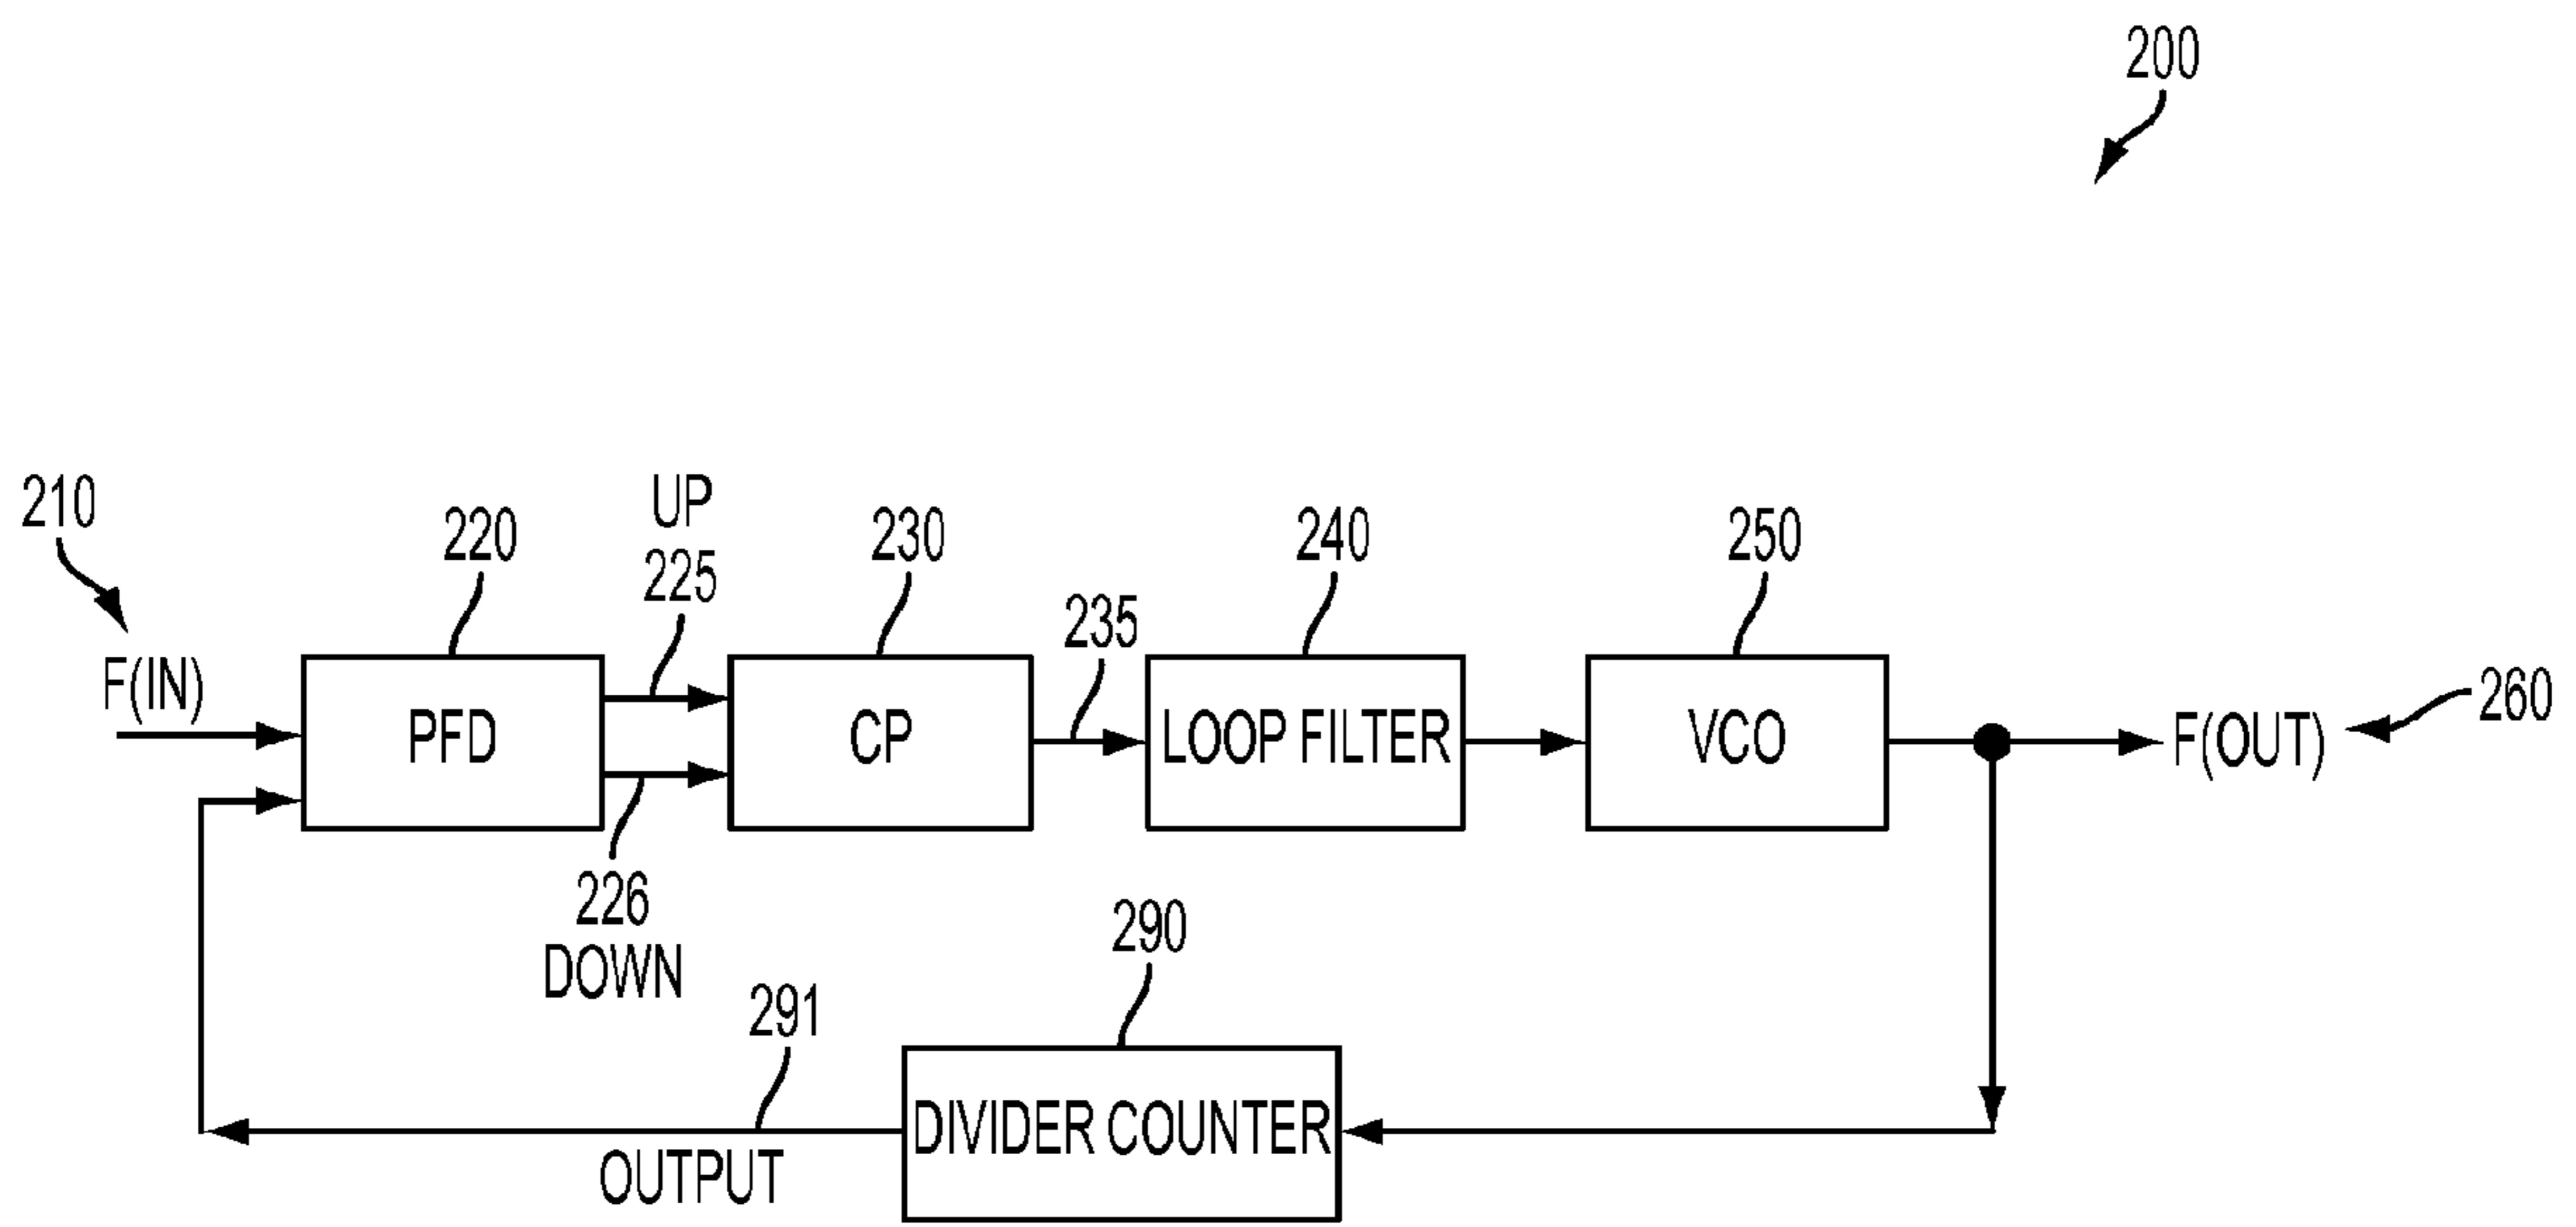 200
210
220
UP
225
230
235
240
250
260
F(IN)
PFD
CP
LOOP FILTER
VCO
F(OUT)
226
DOWN
290
291
DIVIDER COUNTER
OUTPUT